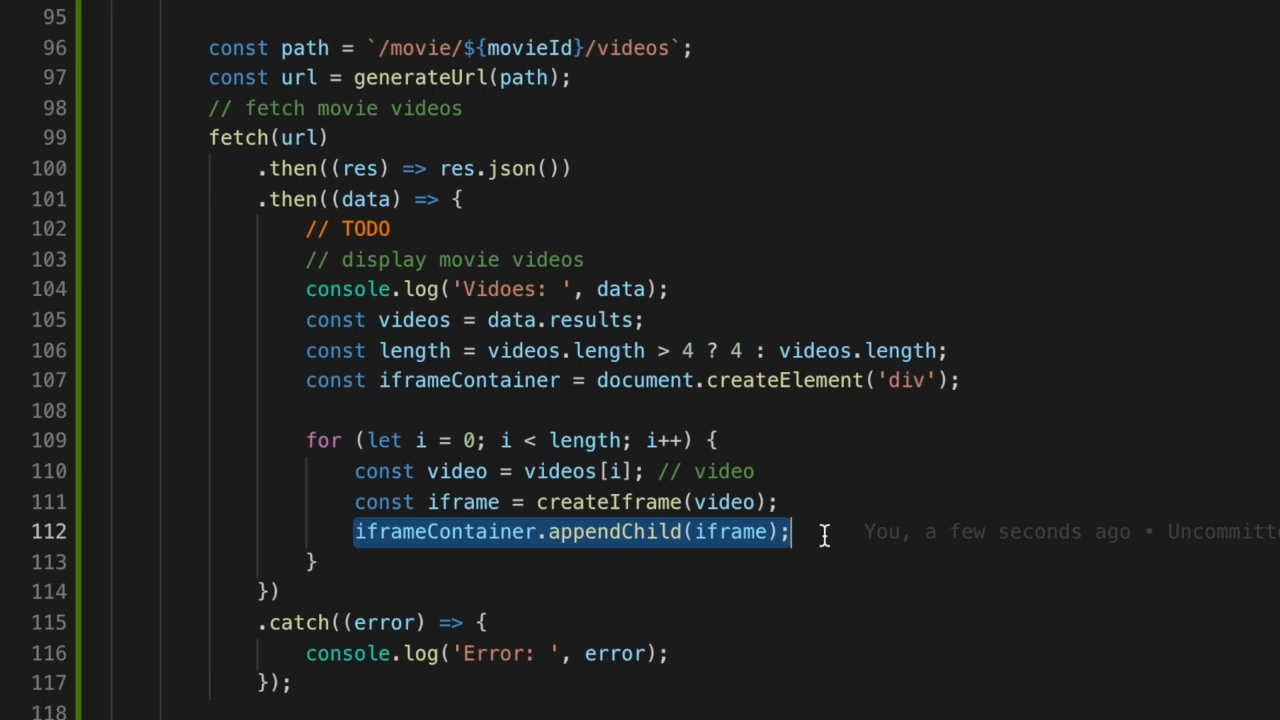 95
96 const path = `/movie/${movieId}/videos`;
97 const url = generateUrl(path);
98 // fetch movie videos
99 fetch(url)
100 .then((res) => res.json())
101 .then((data) => {
102 // TODO
103 // display movie videos
104 console.log('Vidoes: ', data);
105 const videos = data.results;
106 const length = videos.length > 4 ? 4 : videos.length;
107 const iframeContainer = document.createElement('div');
108
109 for (let i = 0; i < length; i++) {
110 const video = videos[i]; // video
111 const iframe = createIframe(video);
112 iframeContainer.appendChild(iframe); You, a few seconds ago • Uncommitt
113 }
114 })
115 .catch((error) => {
116 console.log('Error: ', error);
117 });
118